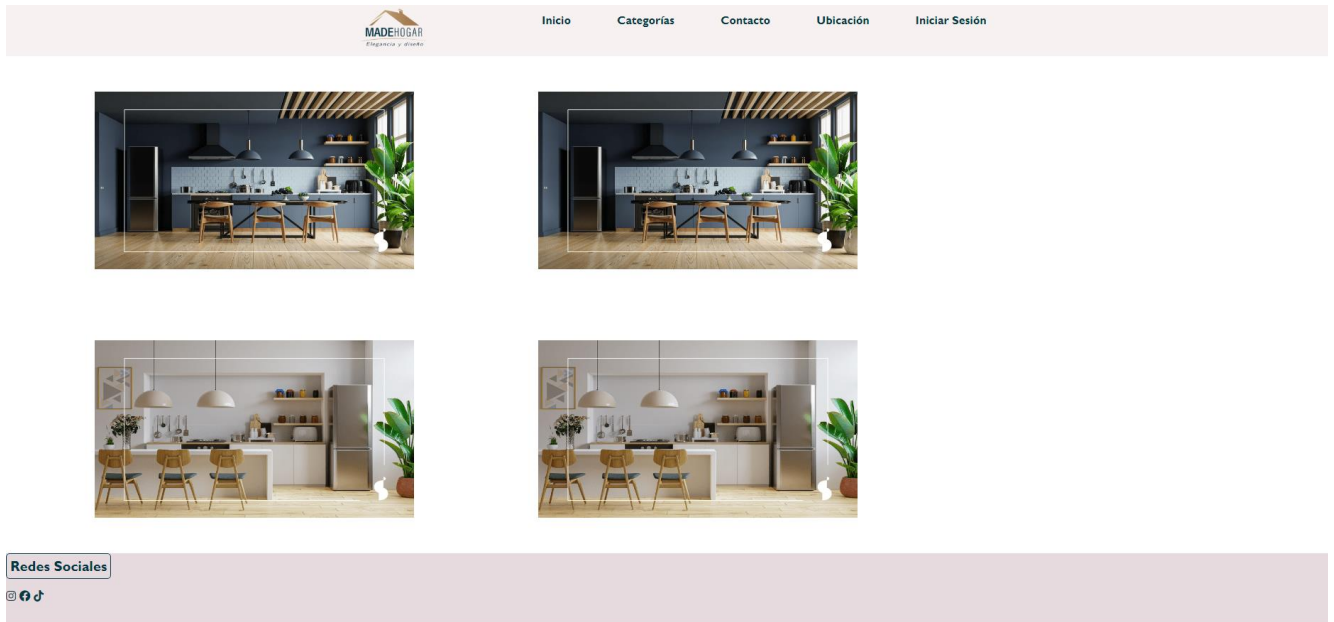 MADEHOGAR
Elegancia y diseño
Inicio
Categorías
Contacto
Ubicación
Iniciar Sesión
Redes Sociales